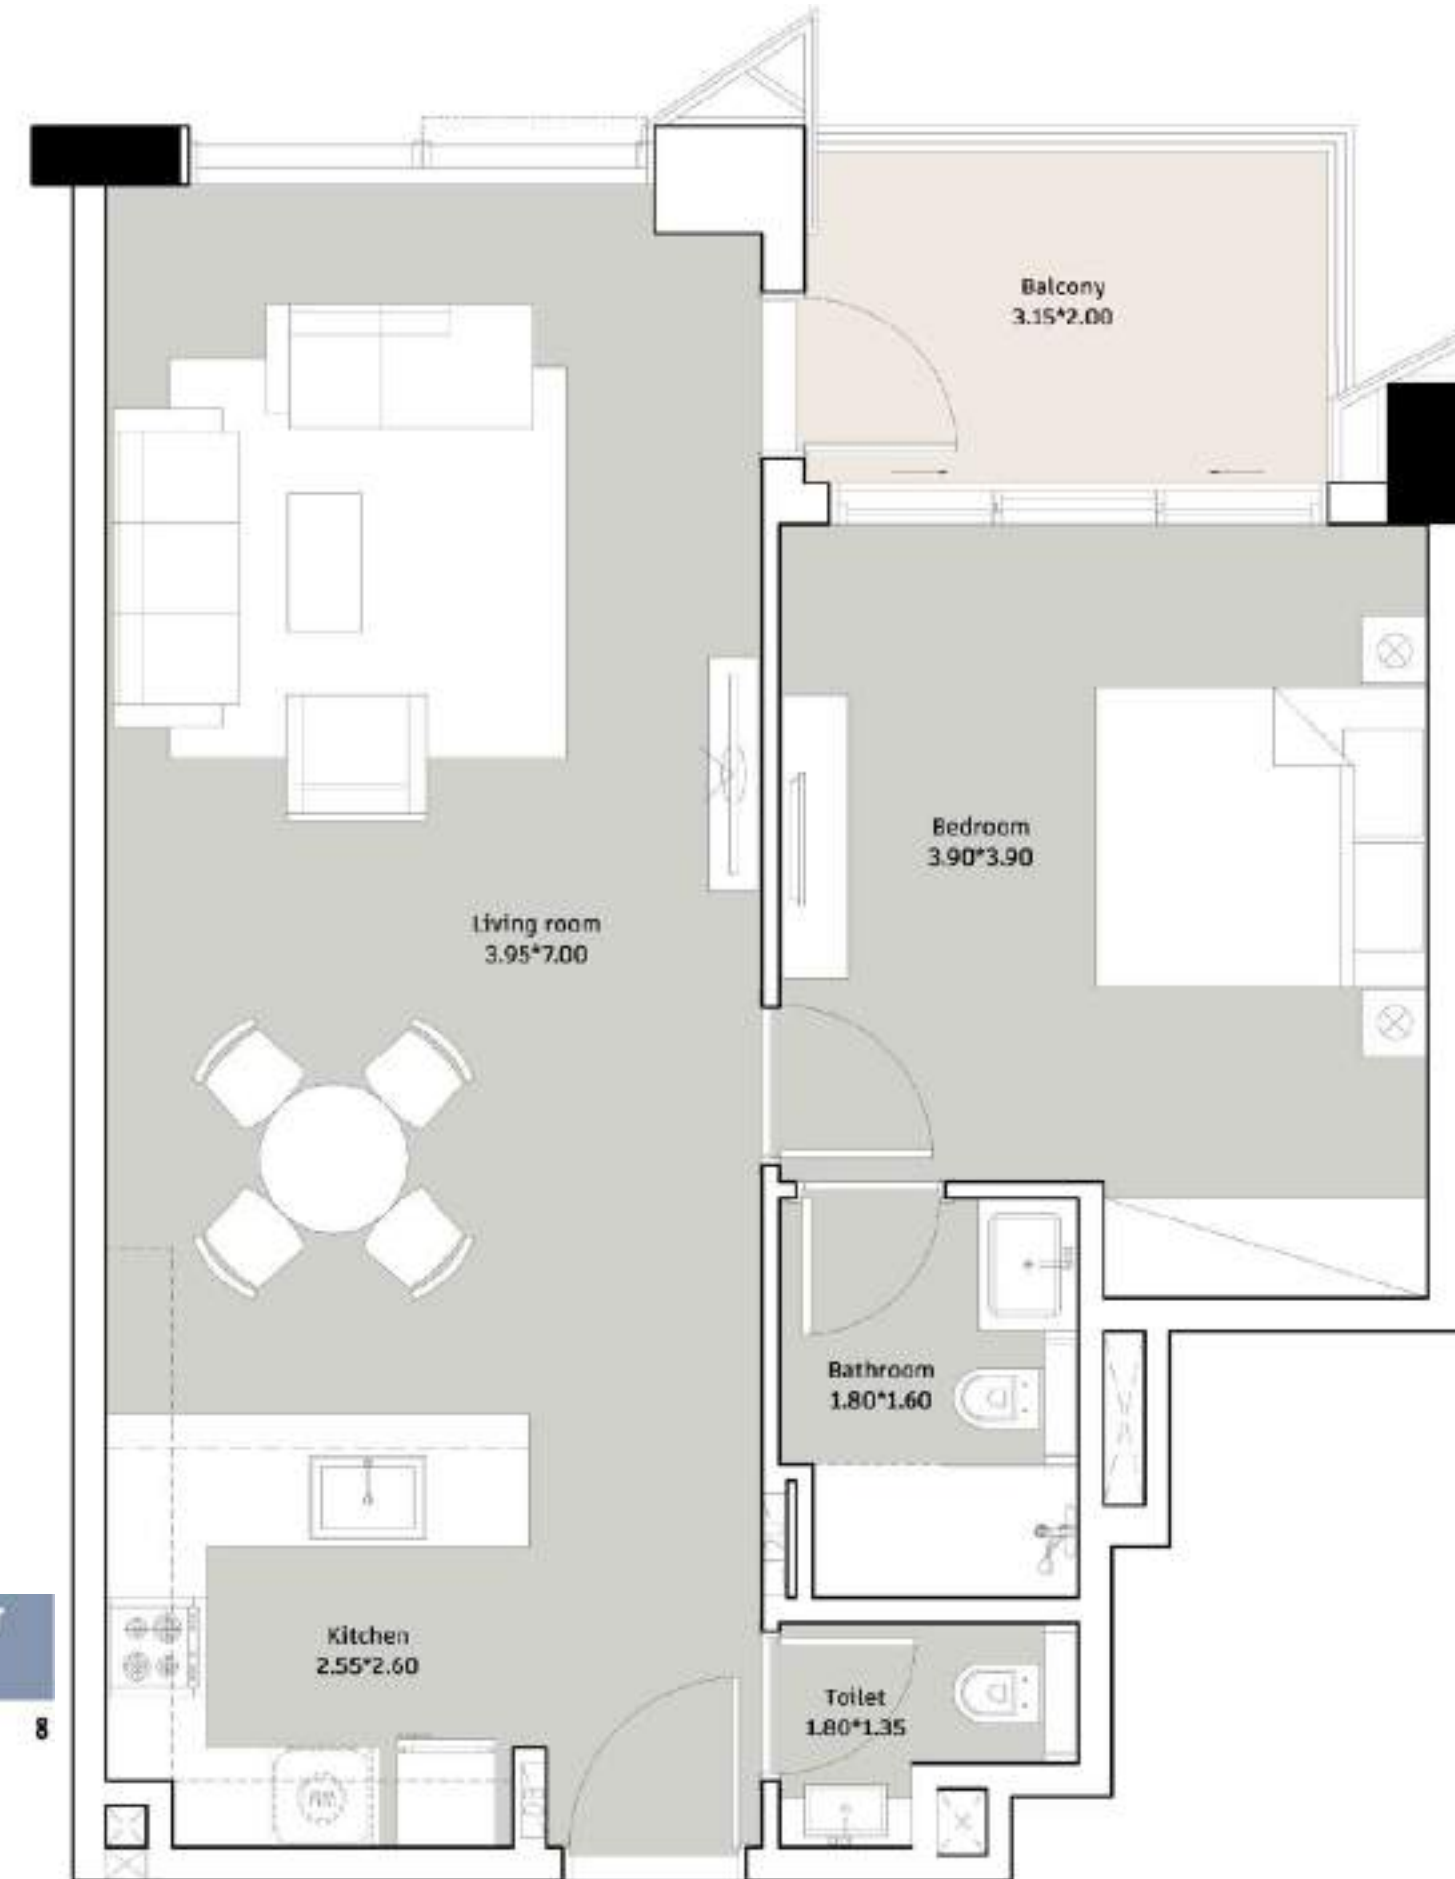 Balcony
3.15*2.00
Bedroom
3.90*3.90
Living room
3.95*7.00
Bathroom
1.80*1.60
Kitchen
2.55*2.60
Toilet
1.80*1.35
8